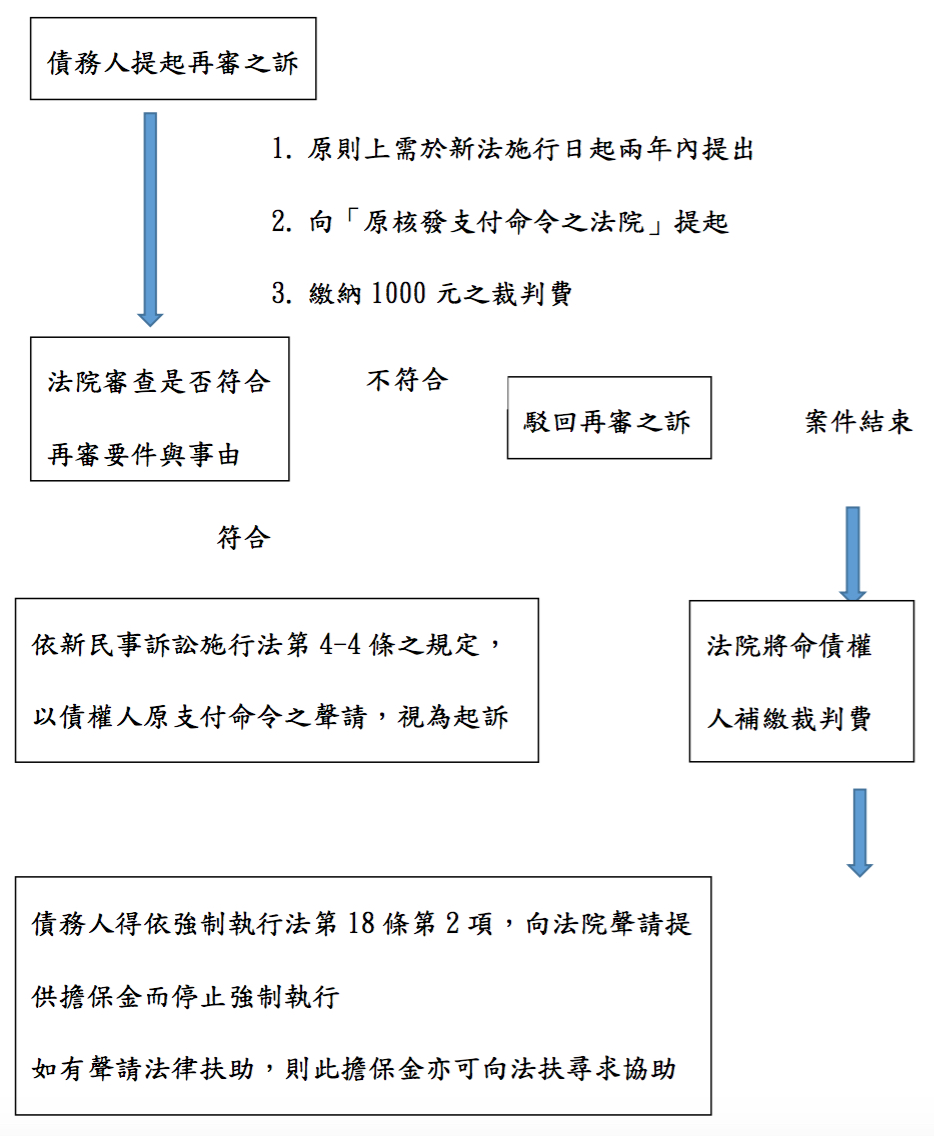 債務人提起再審之訴
1. 原則上需於新法施行日起兩年內提出
2. 向「原核發支付命令之法院」提起
3. 繳納1000元之裁判費
法院審查是否符合
再審要件與事由
不符合
駁回再審之訴
案件結束
符合
依新民事訴訟施行法第4-4條之規定，
以債權人原支付命令之聲請，視為起訴
法院將命債權
人補繳裁判費
債務人得依強制執行法第18條第2項，向法院聲請提
供擔保金而停止強制執行
如有聲請法律扶助，則此擔保金亦可向法扶尋求協助